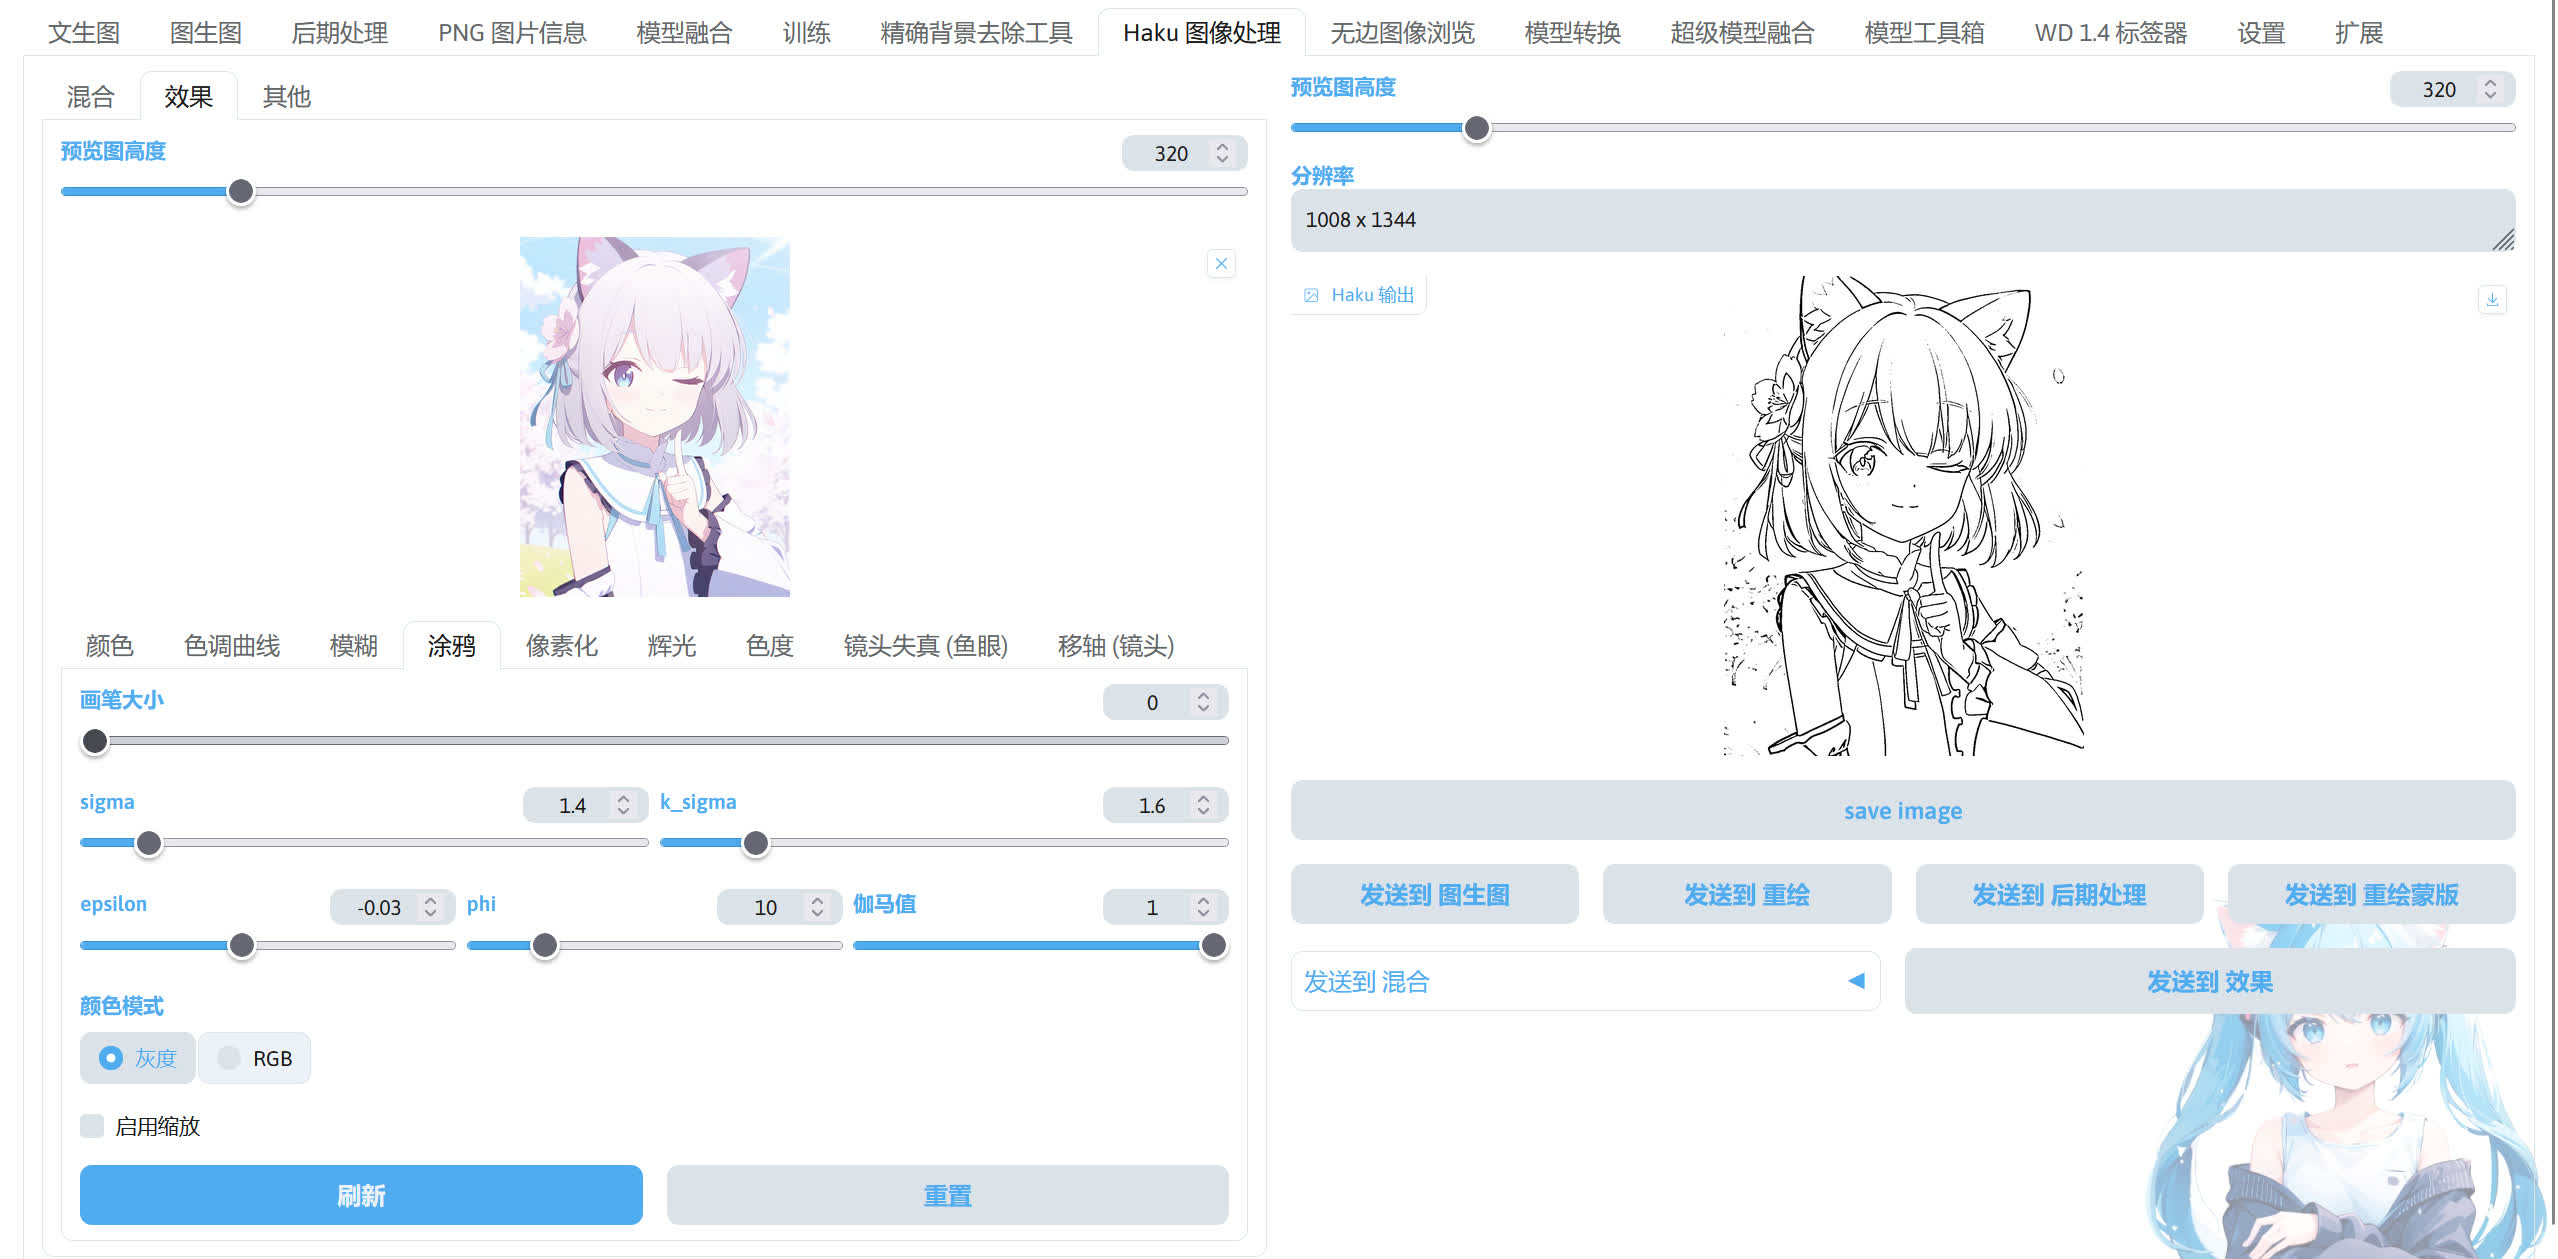 文生图 图生图 后期处理 PNG 图片信息 模型融合 训练 精确背景去除工具 Haku 图像处理 无边图像浏览 模型转换 超级模型融合 模型工具箱 WD 1.4 标签器 设置 扩展
混合 效果 其他
预览图高度 320
颜色 色调曲线 模糊 涂鸦 像素化 辉光 色度 镜头失真 (鱼眼) 移轴 (镜头)
画笔大小 0
sigma 1.4 k_sigma 1.6
epsilon -0.03 phi 10 伽马值 1
颜色模式
灰度 RGB
启用缩放
刷新 重置
预览图高度 320
分辨率
1008 x 1344
Haku 输出
save image
发送到 图生图 发送到 重绘 发送到 后期处理 发送到 重绘蒙版
发送到 混合 发送到 效果